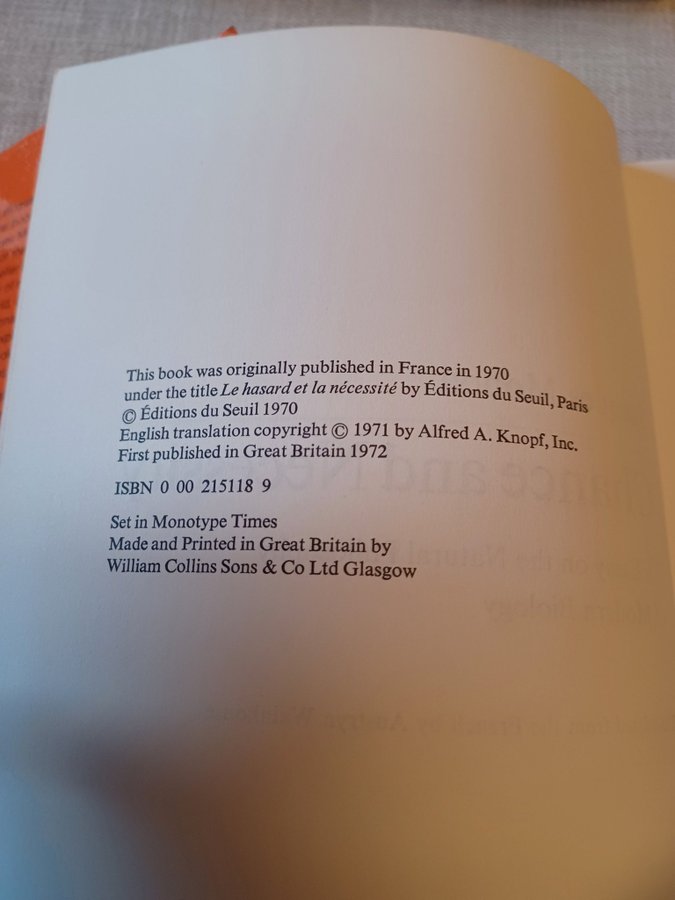 This book was originally published in France in 1970
under the title Le hasard et la nécessité by Éditions du Seuil, Paris
© Éditions du Seuil 1970
English translation copyright © 1971 by Alfred A. Knopf, Inc.
First published in Great Britain 1972
ISBN 0 00 215118 9
Set in Monotype Times
Made and Printed in Great Britain by
William Collins Sons & Co Ltd Glasgow